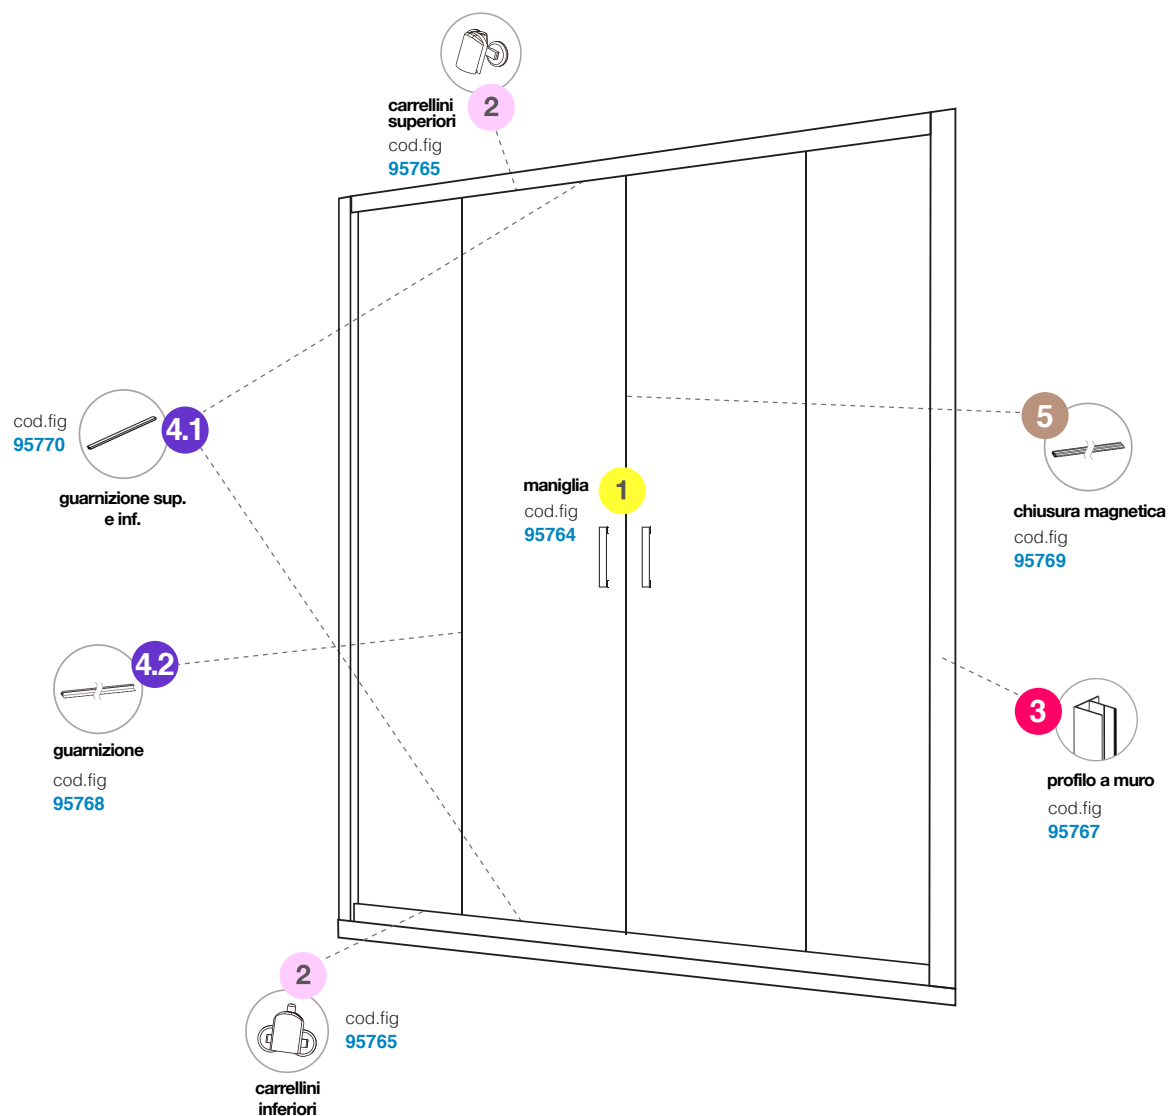 2
carrellini
superiori
cod.fig
95765
cod.fig
95770
4.1
guarnizione sup.
e inf.
maniglia
1
cod.fig
95764
5
chiusura magnetica
cod.fig
95769
4.2
guarnizione
cod.fig
95768
3
profilo a muro
cod.fig
95767
2
cod.fig
95765
carrellini
inferiori